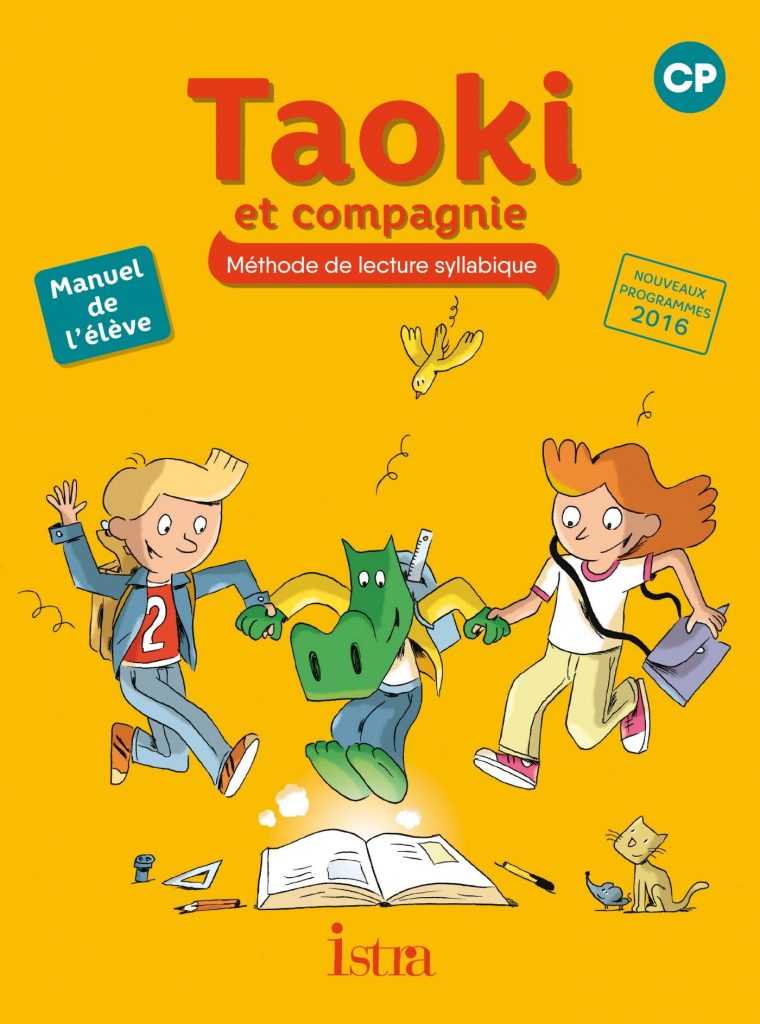 CP
Taoki
et compagnie
Méthode de lecture syllabique
Manuel
de
l'élève
NOUVEAUX
PROGRAMMES
2016
2
istra